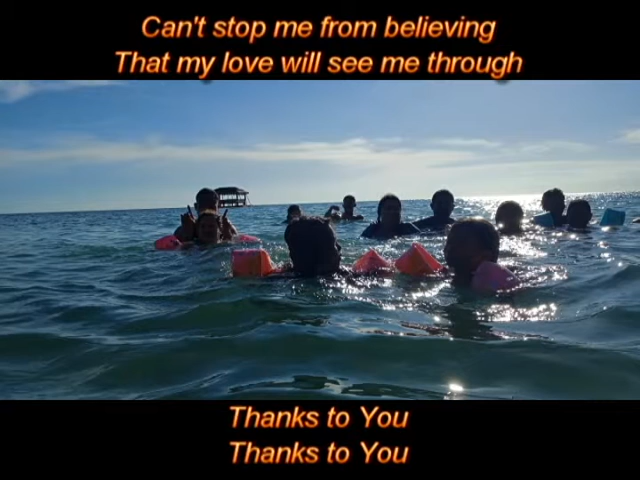 Can't stop me from believing
That my love will see me through
Thanks to You
Thanks to You